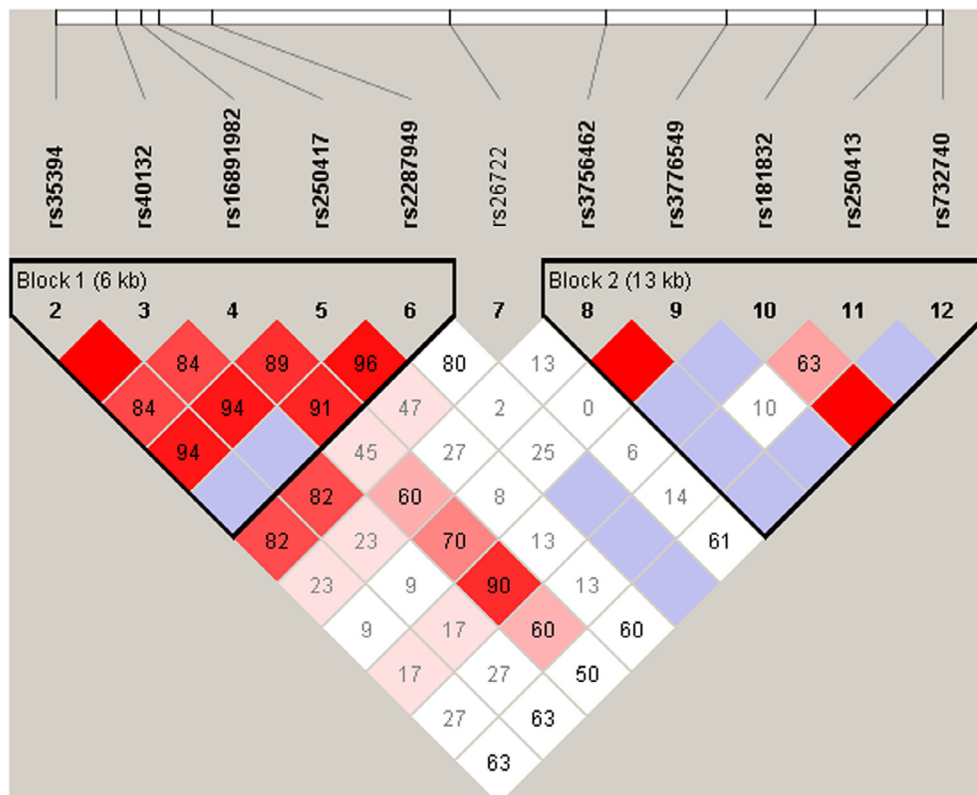 rs35394
rs40132
rs16891982
rs250417
rs2287949
rs26722
rs3756462
rs3776549
rs181832
rs250413
rs732740
Block 1 (6 kb) Block 2 (13 kb)
2 3 4 5 6 7 8 9 10 11 12
84 89 96 80 13 63
84 94 91 47 2 0 10
94 45 27 25 6
82 60 8 14
82 23 70 13 61
23 9 90 13
9 17 60 60
17 27 50
27 63
63